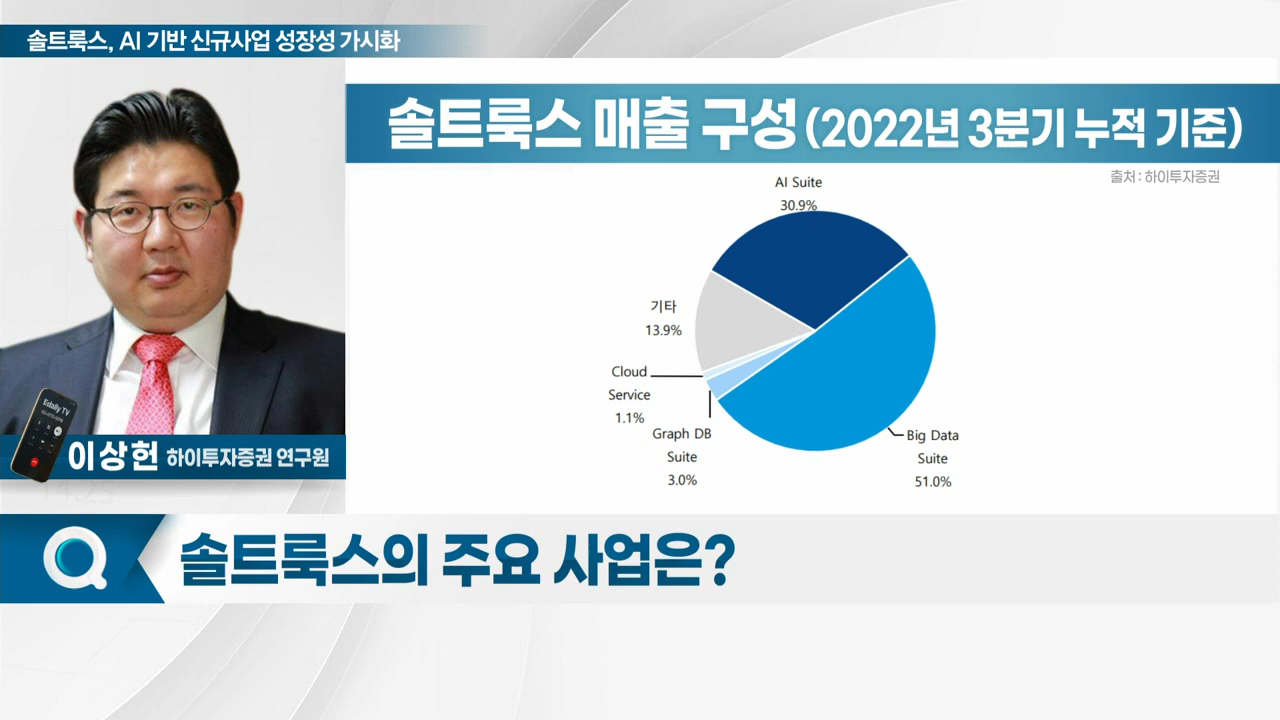 솔트룩스, AI 기반 신규사업 성장성 가시화
솔트룩스 매출 구성 (2022년 3분기 누적 기준)
출처 : 하이투자증권
AI Suite
30.9%
기타
13.9%
Cloud
Service
1.1%
Graph DB
Suite
3.0%
Big Data
Suite
51.0%
Edaily TV
이상헌 하이투자증권 연구원
14:25
Q 솔트룩스의 주요 사업은?